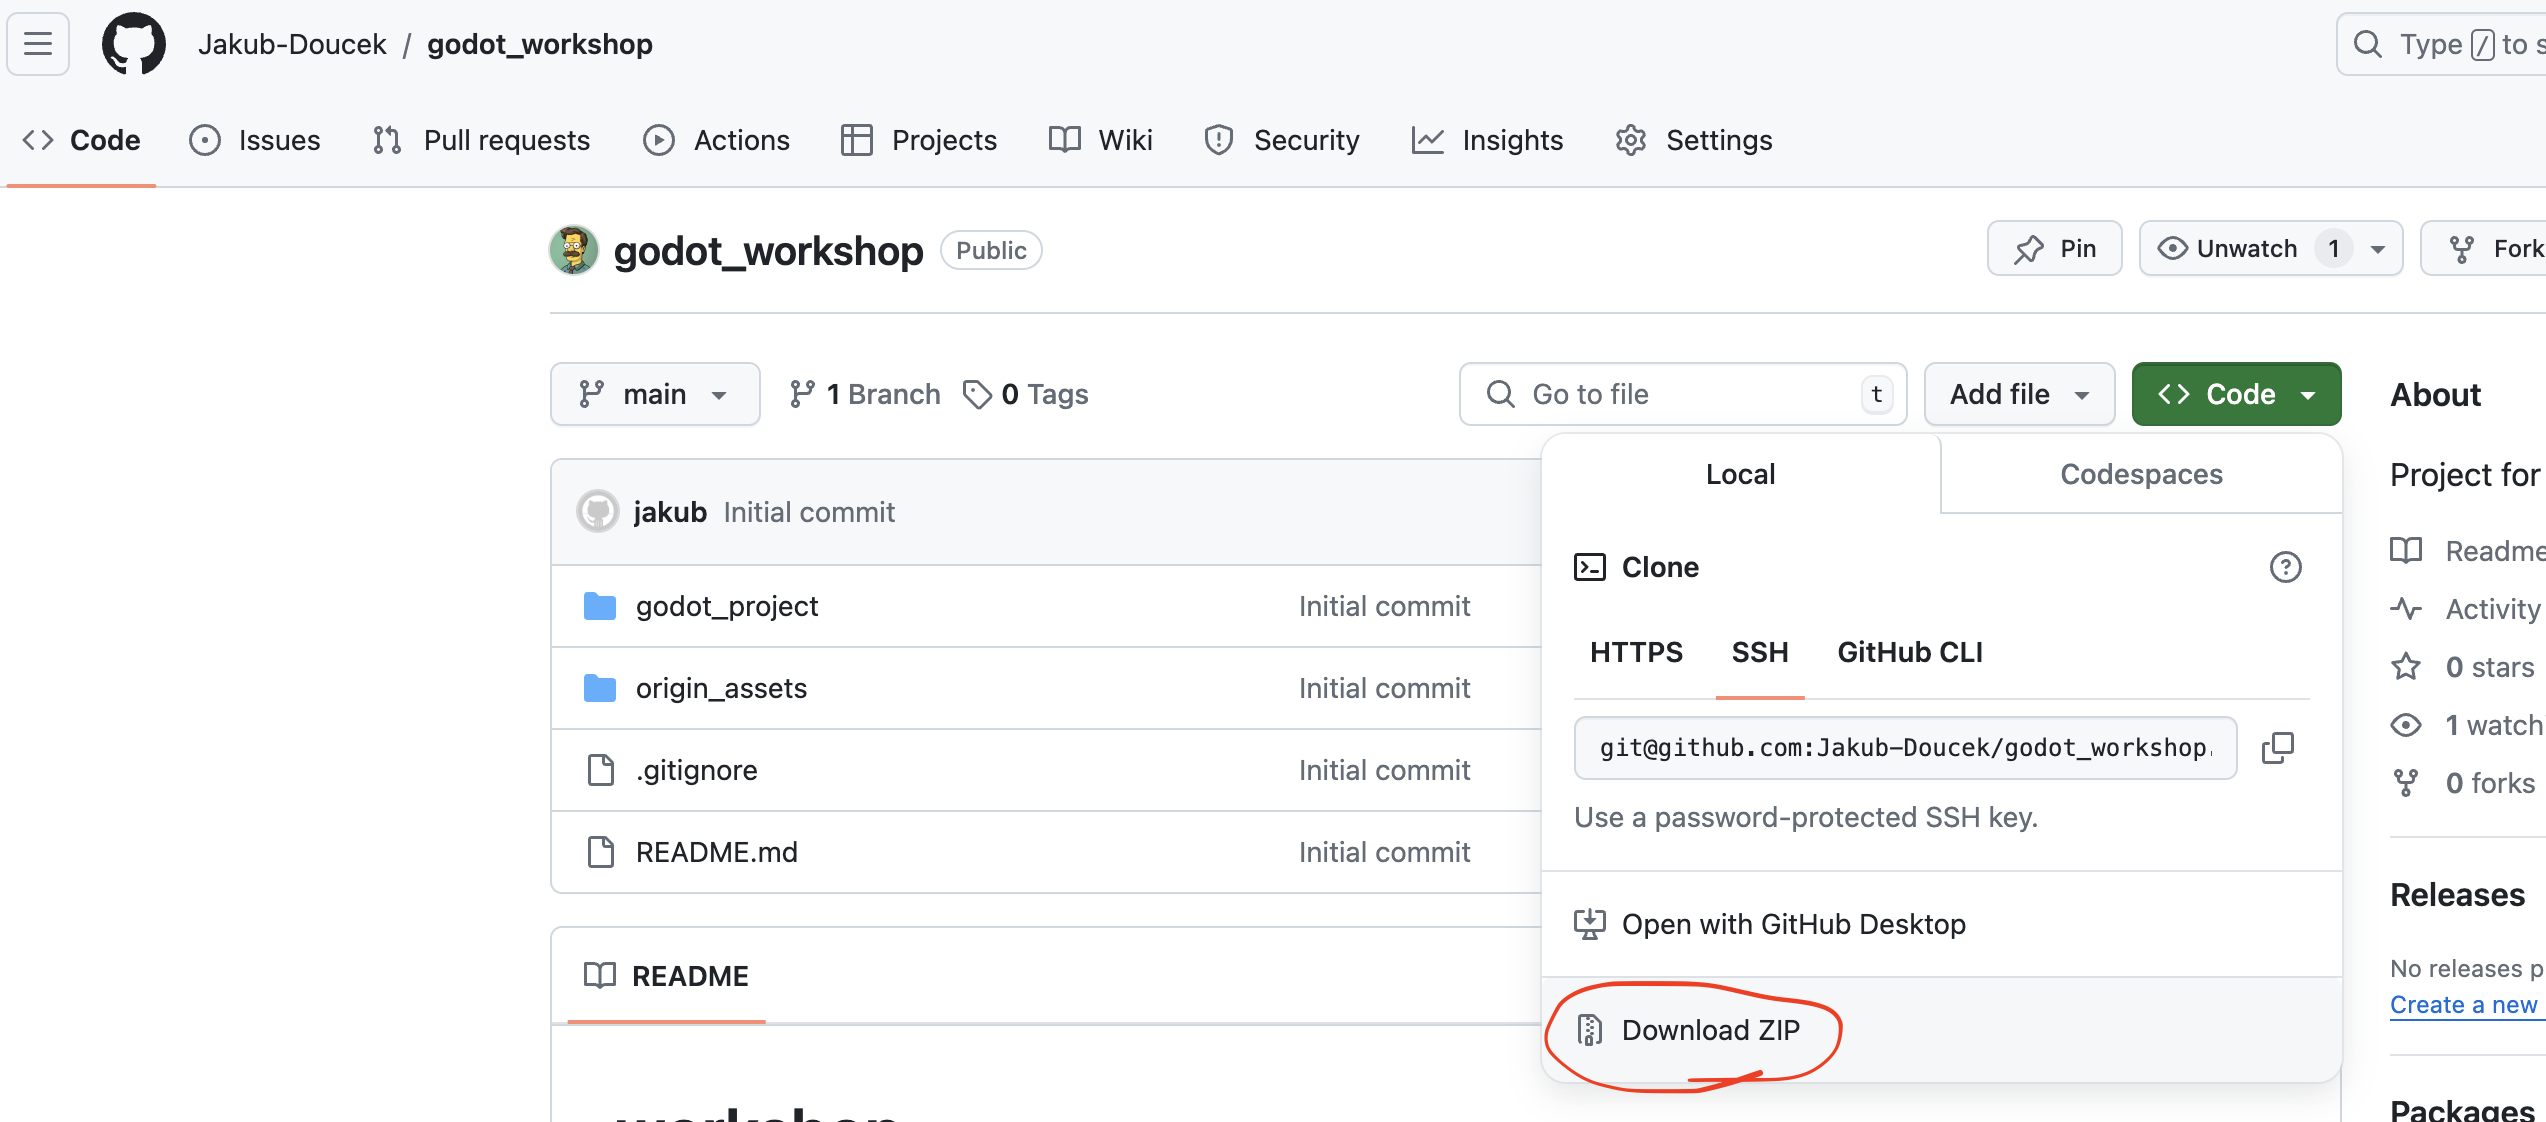 Jakub-Doucek / godot_workshop
Type / to s
Code Issues Pull requests Actions Projects Wiki Security Insights Settings
godot_workshop Public
Pin Unwatch 1 Fork
main 1 Branch 0 Tags
Go to file t Add file Code
About
Local Codespaces
Project for
jakub Initial commit
Clone
Readme
godot_project Initial commit
Activity
HTTPS SSH GitHub CLI
0 stars
origin_assets Initial commit
1 watch
git@github.com:Jakub-Doucek/godot_workshop.
.gitignore Initial commit
0 forks
Use a password-protected SSH key.
README.md Initial commit
Releases
Open with GitHub Desktop
README
No releases p
Create a new
Download ZIP
workshop
Packages